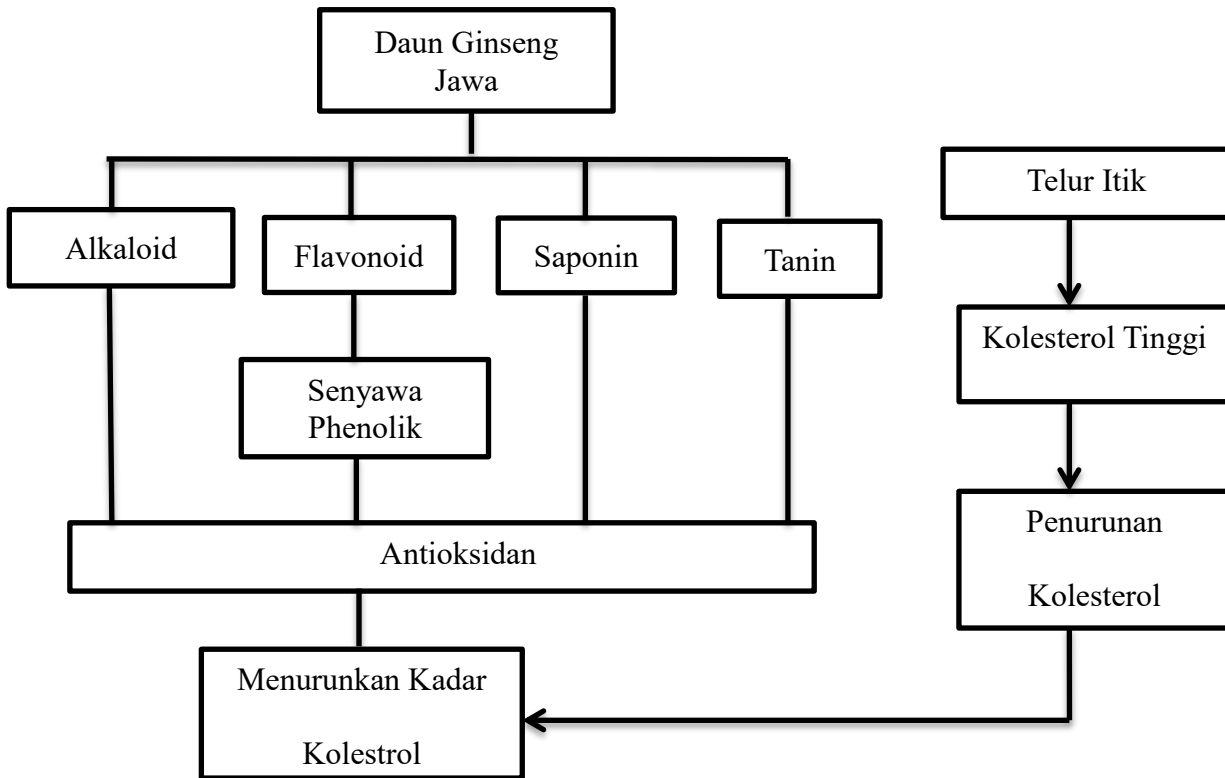 Daun Ginseng
Jawa
Telur Itik
Alkaloid
Flavonoid
Saponin
Tanin
Kolesterol Tinggi
Senyawa
Phenolik
Penurunan
Kolesterol
Antioksidan
Menurunkan Kadar
Kolestrol